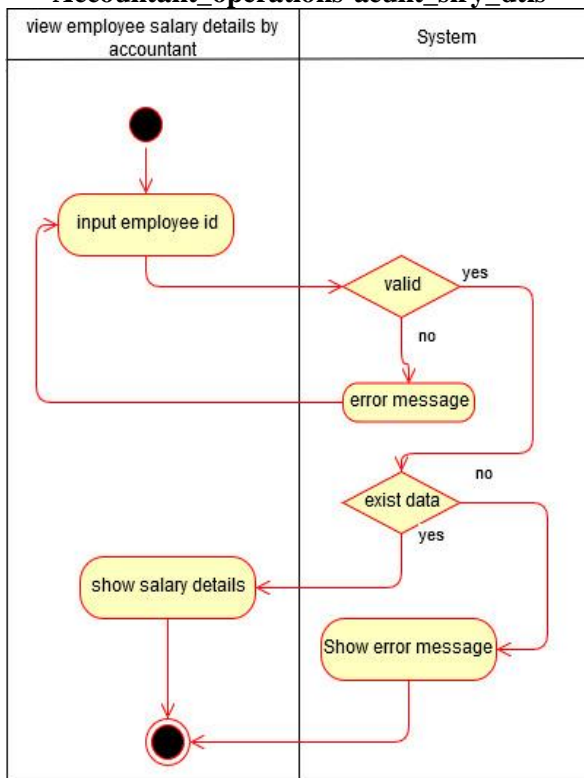 view employee salary details by
accountant
System
input employee id
valid
yes
no
error message
exist data
no
yes
show salary details
Show error message